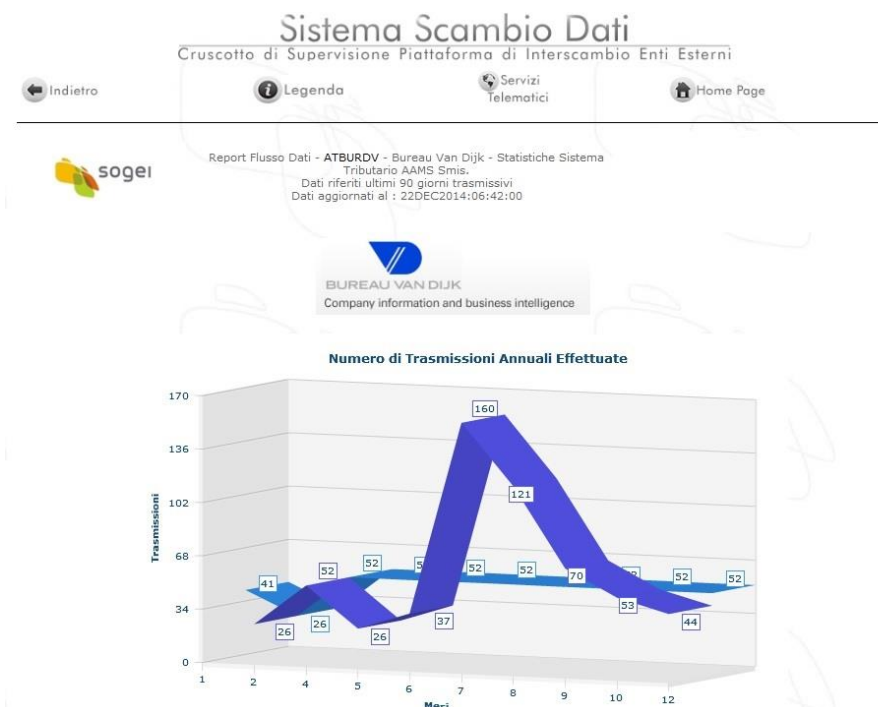 Sistema Scambio Dati
Cruscotto di Supervisione Piattaforma di Interscambio Enti Esterni
Indietro
Legenda
Servizi
Telematici
Home Page
sogei
Report Flusso Dati - ATBURDV - Bureau Van Dijk - Statistiche Sistema
Tributario AAMS Smis.
Dati riferiti ultimi 90 giorni trasmissivi
Dati aggiornati al : 22DEC2014:06:42:00
BUREAU VAN DIJK
Company information and business intelligence
Numero di Trasmissioni Annuali Effettuate
Trasmissioni
170
136
102
68
34
0
160
121
41
52
52
52
52
70
52
52
26
26
26
37
53
44
1
2
4
5
6
7
8
9
10
12